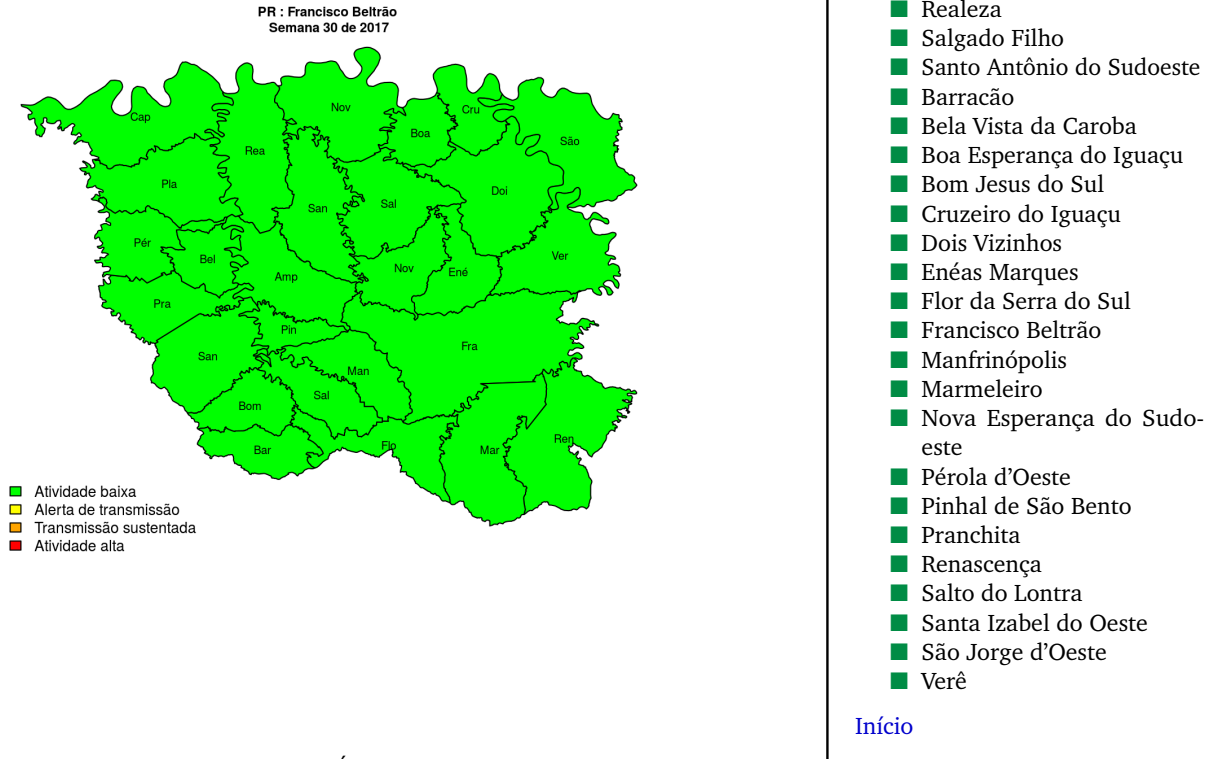 PR : Francisco Beltrão
Semana 30 de 2017
Nov
Cap
Cru
Boa
São
Rea
Pla
Doi
Sal
San
Pér
Bel
Ver
Nov
Ené
Amp
Pra
Pin
Fra
San
Man
Sal
Bom
Ren
Flo
Bar
Mar
Atividade baixa
Alerta de transmissão
Transmissão sustentada
Atividade alta
Realeza
Salgado Filho
Santo Antônio do Sudoeste
Barracão
Bela Vista da Caroba
Boa Esperança do Iguaçu
Bom Jesus do Sul
Cruzeiro do Iguaçu
Dois Vizinhos
Enéas Marques
Flor da Serra do Sul
Francisco Beltrão
Manfrinópolis
Marmeleiro
Nova Esperança do Sudo-
este
Pérola d'Oeste
Pinhal de São Bento
Pranchita
Renascença
Salto do Lontra
Santa Izabel do Oeste
São Jorge d'Oeste
Verê
Início